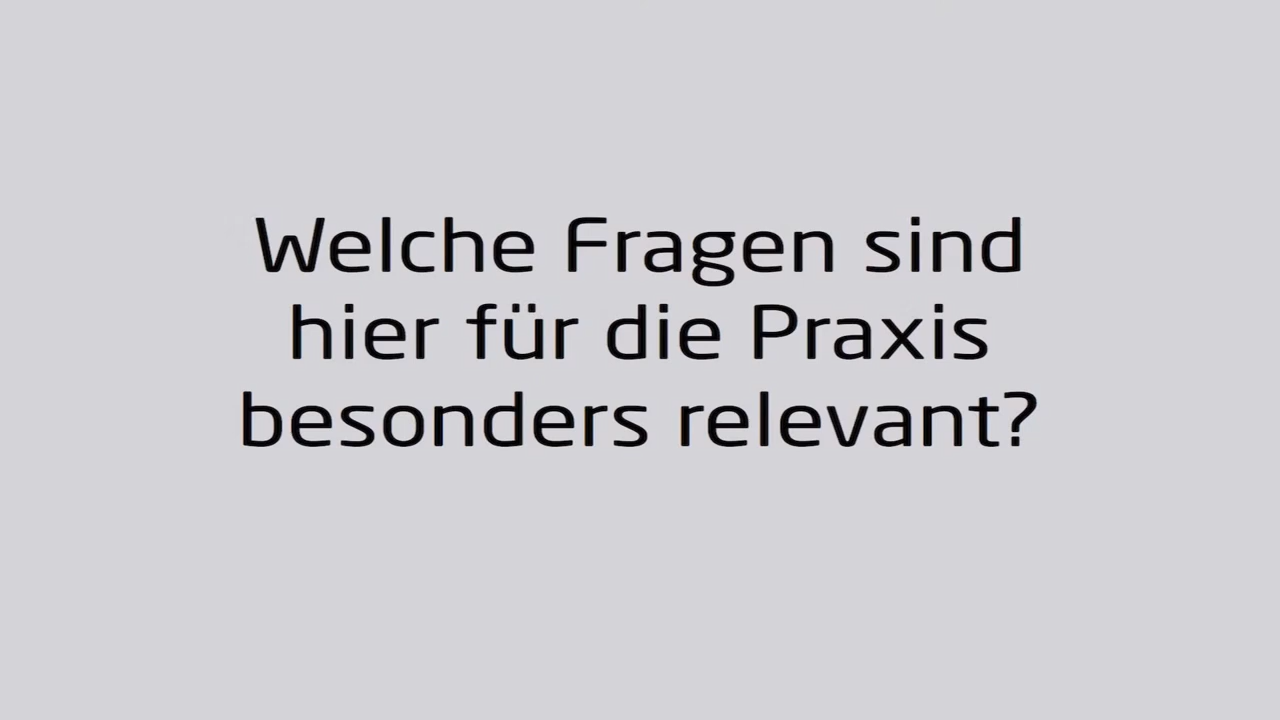 Welche Fragen sind
hier für die Praxis
besonders relevant?